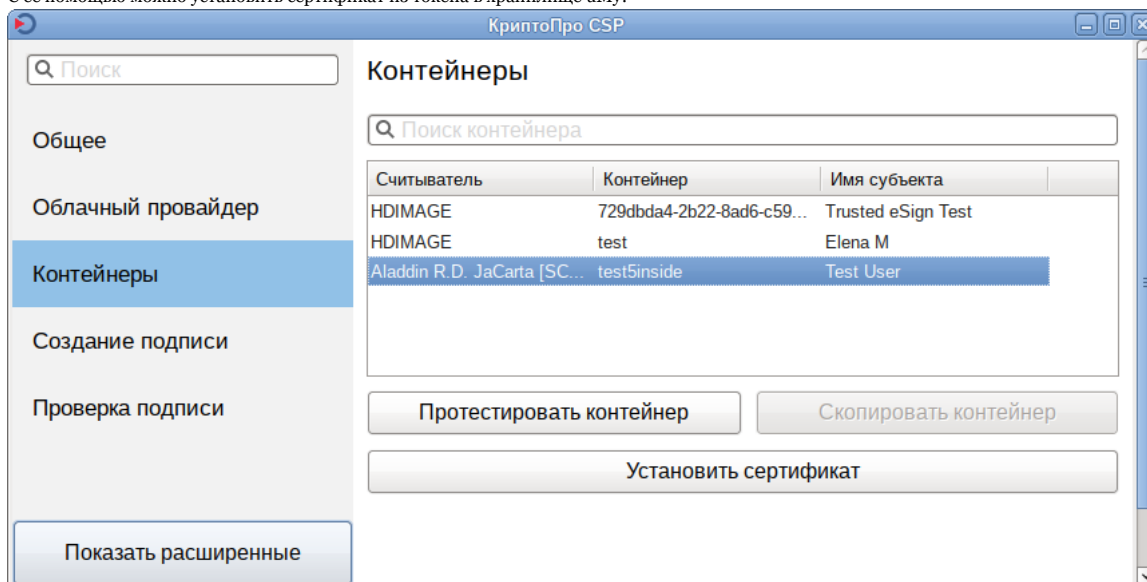 КриптоПро CSP
Поиск
Общее
Облачный провайдер
Контейнеры
Создание подписи
Проверка подписи
Показать расширенные
Контейнеры
Поиск контейнера
Считыватель Контейнер Имя субъекта
HDIMAGE 729dbda4-2b22-8ad6-c59... Trusted eSign Test
HDIMAGE test Elena M
Aladdin R.D. JaCarta [SC... test5inside Test User
Протестировать контейнер Скопировать контейнер
Установить сертификат